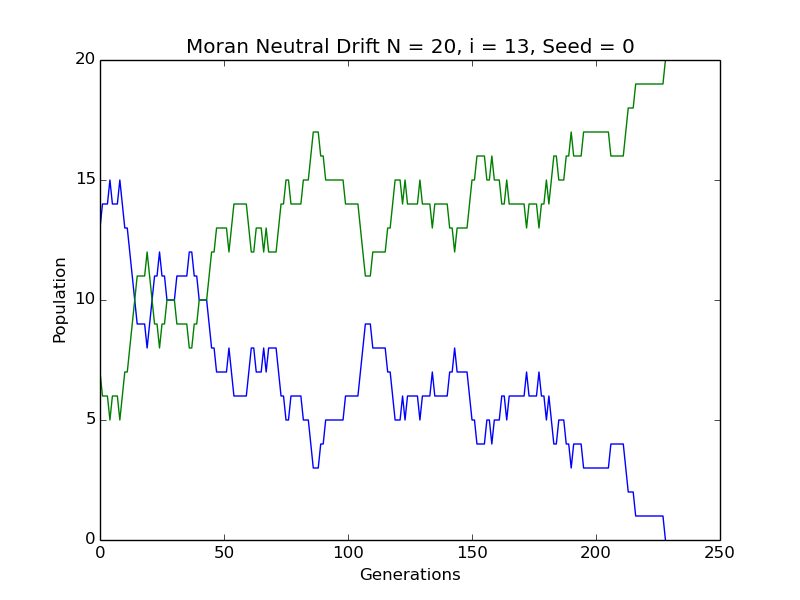 Moran Neutral Drift N = 20, i = 13, Seed = 0
20
15
10
5
0
Population
0 50 100 150 200 250
Generations